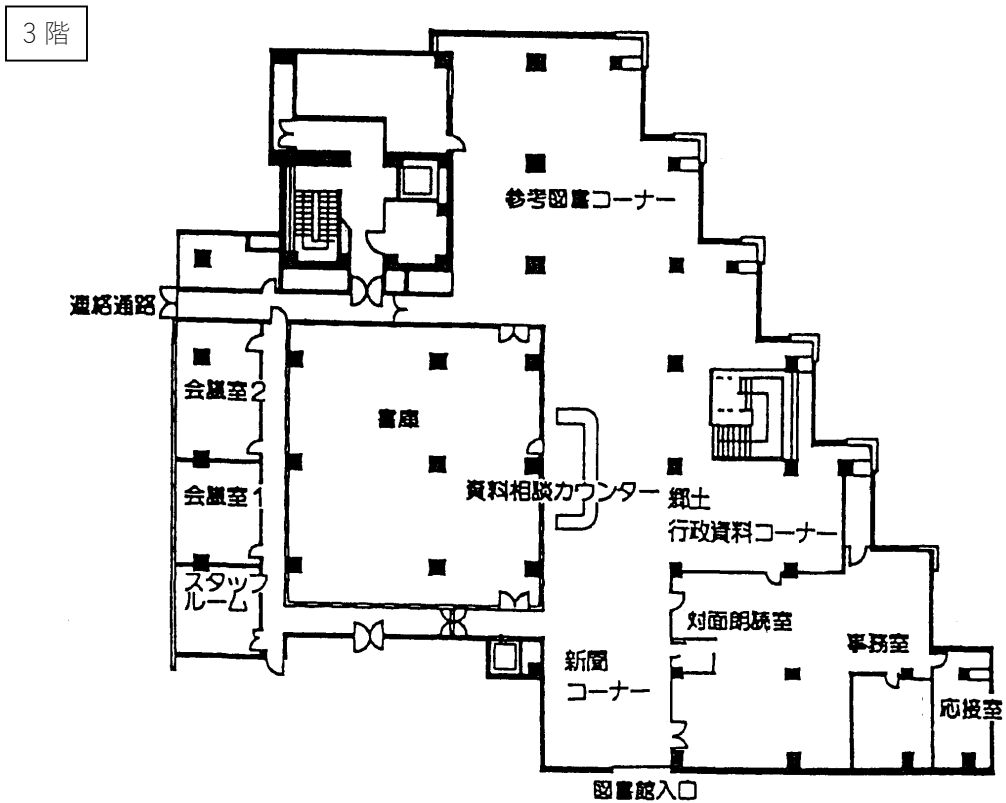 3階
参考図書コーナー
連絡通路
会議室2
書庫
会議室1
資料相談カウンター
郷土
行政資料コーナー
スタッフ
ルーム
対面朗読室
事務室
新聞
コーナー
応接室
図書館入口